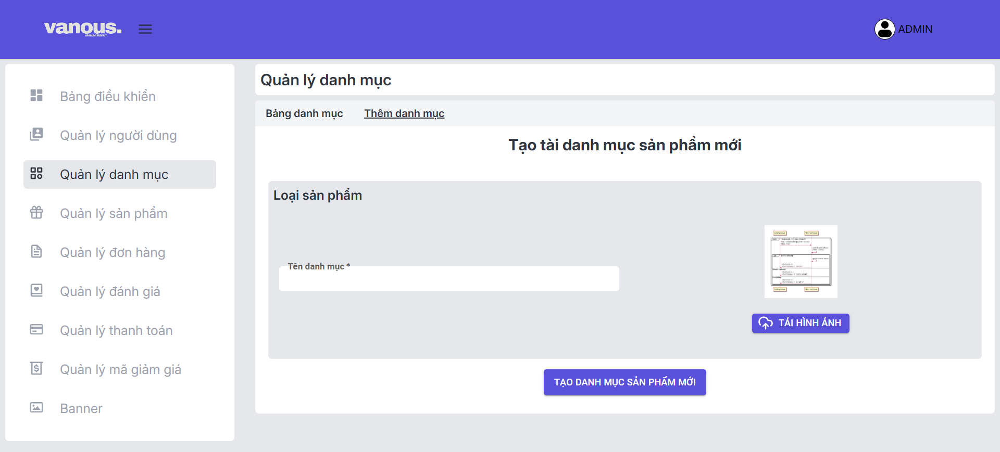 vanous.
MANAGEMENT
ADMIN
Bảng điều khiển
Quản lý người dùng
Quản lý danh mục
Quản lý sản phẩm
Quản lý đơn hàng
Quản lý đánh giá
Quản lý thanh toán
Quản lý mã giảm giá
Banner
Quản lý danh mục
Bảng danh mục Thêm danh mục
Tạo tài danh mục sản phẩm mới
Loại sản phẩm
Tên danh mục *
TẢI HÌNH ẢNH
TẠO DANH MỤC SẢN PHẨM MỚI